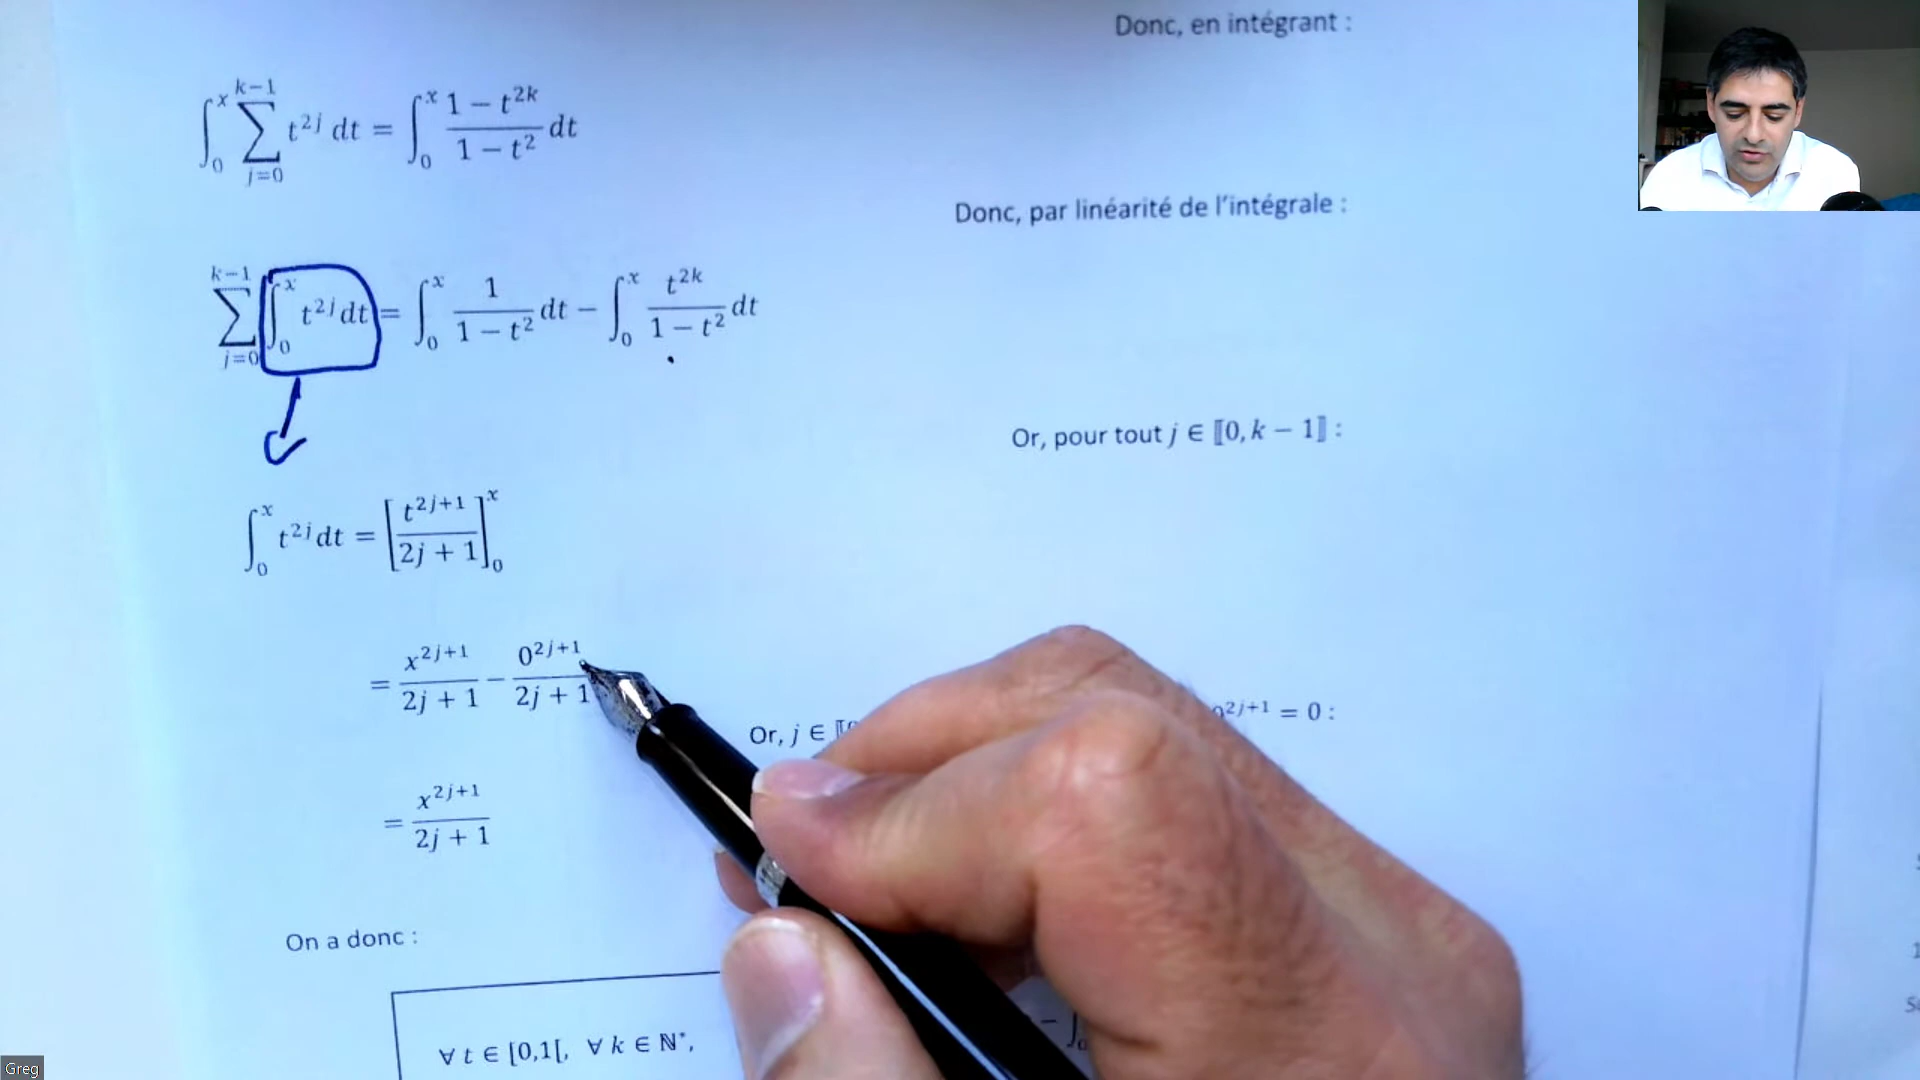 Donc, en intégrant :
∫₀ˣ ∑_{j=0}^{k−1} t^{2j} dt = ∫₀ˣ (1 − t^{2k})/(1 − t²) dt
Donc, par linéarité de l'intégrale :
∑_{j=0}^{k−1} ∫₀ˣ t^{2j} dt = ∫₀ˣ 1/(1 − t²) dt − ∫₀ˣ t^{2k}/(1 − t²) dt
Or, pour tout j ∈ ⟦0, k − 1⟧ :
∫₀ˣ t^{2j} dt = [t^{2j+1}/(2j + 1)]₀ˣ
= x^{2j+1}/(2j + 1) − 0^{2j+1}/(2j + 1)
Or, j ∈ ⟦0 0^{2j+1} = 0 :
= x^{2j+1}/(2j + 1)
On a donc :
∀ t ∈ [0,1[, ∀ k ∈ ℕ*,
Greg